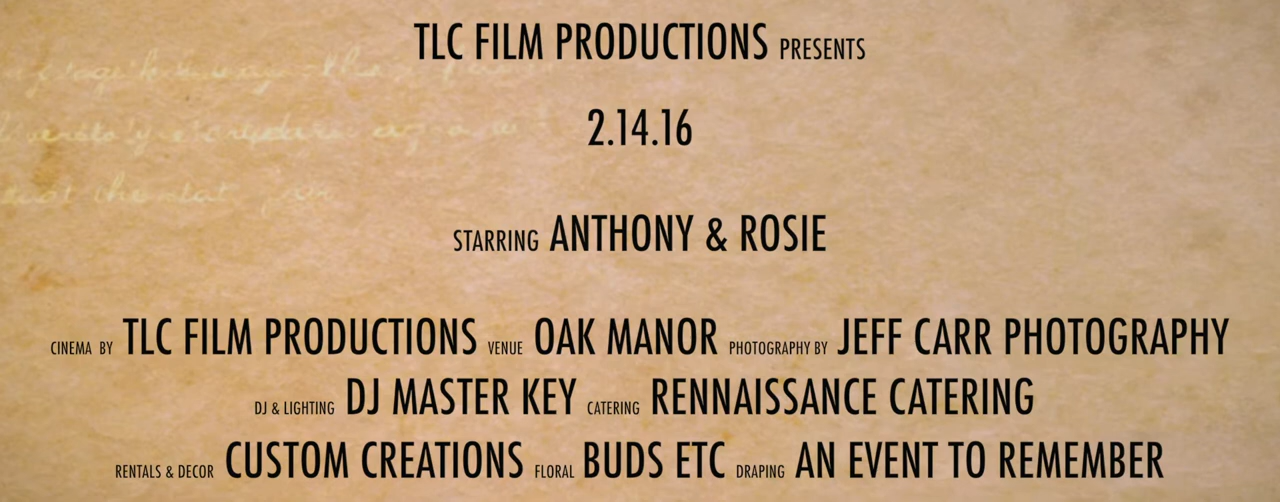 TLC FILM PRODUCTIONS PRESENTS
2.14.16
STARRING ANTHONY & ROSIE
CINEMA BY TLC FILM PRODUCTIONS VENUE OAK MANOR PHOTOGRAPHY BY JEFF CARR PHOTOGRAPHY
DJ & LIGHTING DJ MASTER KEY CATERING RENNAISSANCE CATERING
RENTALS & DECOR CUSTOM CREATIONS FLORAL BUDS ETC DRAPING AN EVENT TO REMEMBER